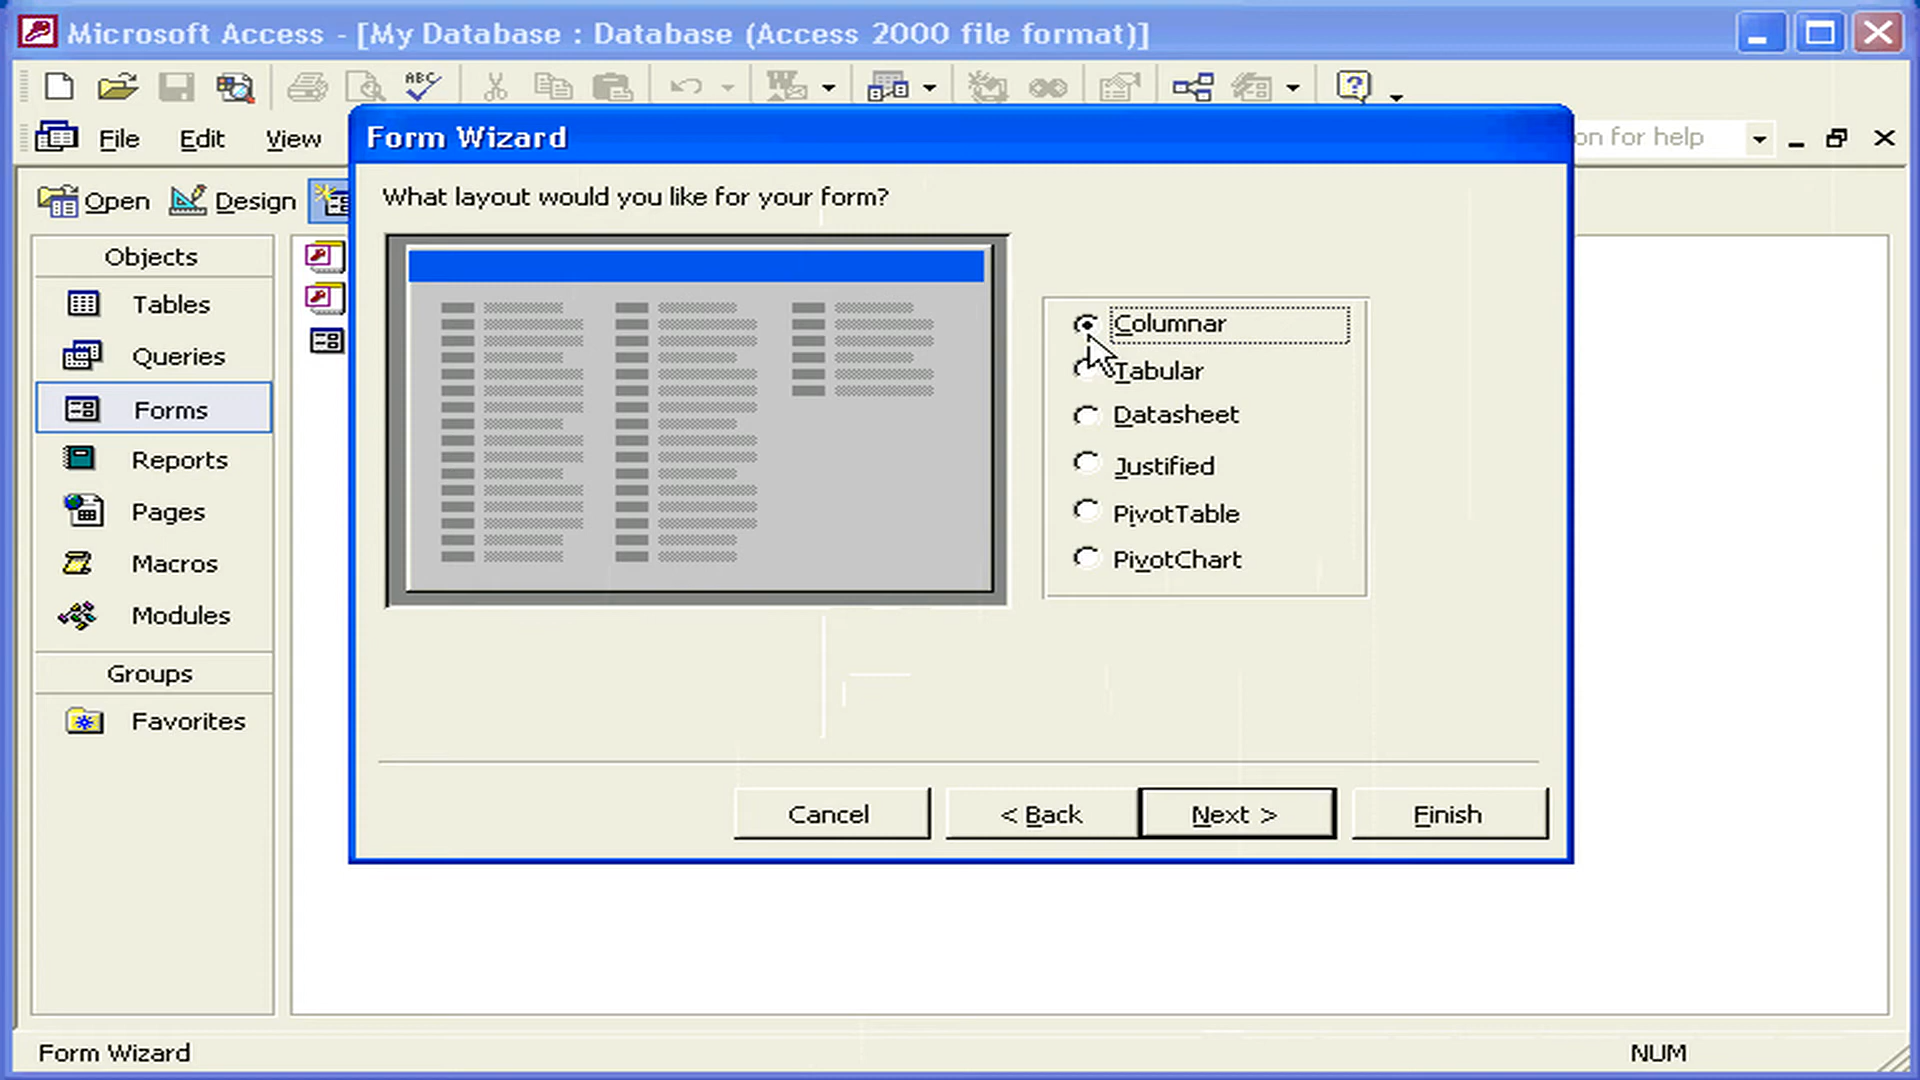 Microsoft Access - [My Database : Database (Access 2000 file format)]
ABC
W
?
File Edit View
on for help
Form Wizard
Open Design
What layout would you like for your form?
Objects
Tables
Queries
Forms
Reports
Pages
Macros
Modules
Groups
Favorites
Columnar
Tabular
Datasheet
Justified
PivotTable
PivotChart
Cancel < Back Next > Finish
Form Wizard NUM